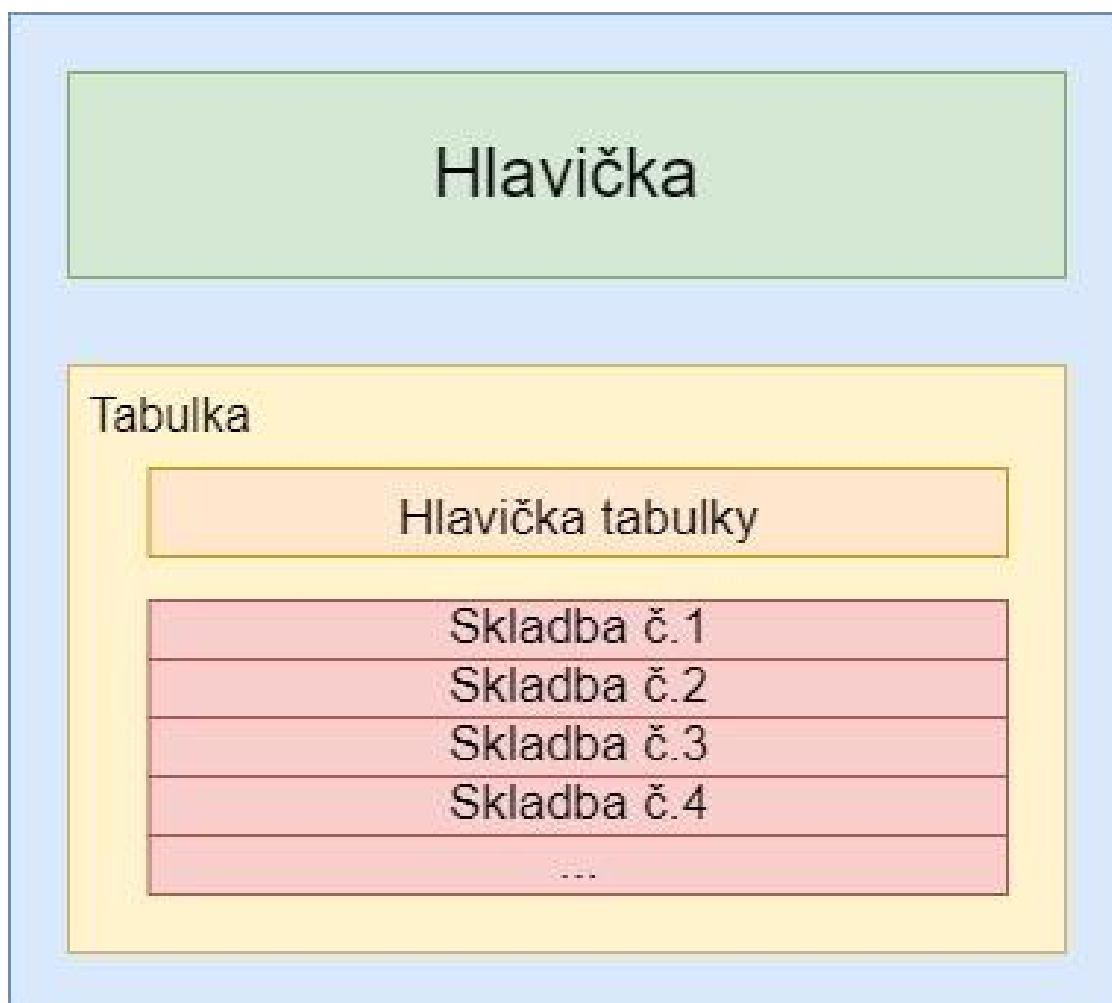 Hlavička
Tabulka
Hlavička tabulky
Skladba č.1
Skladba č.2
Skladba č.3
Skladba č.4
...